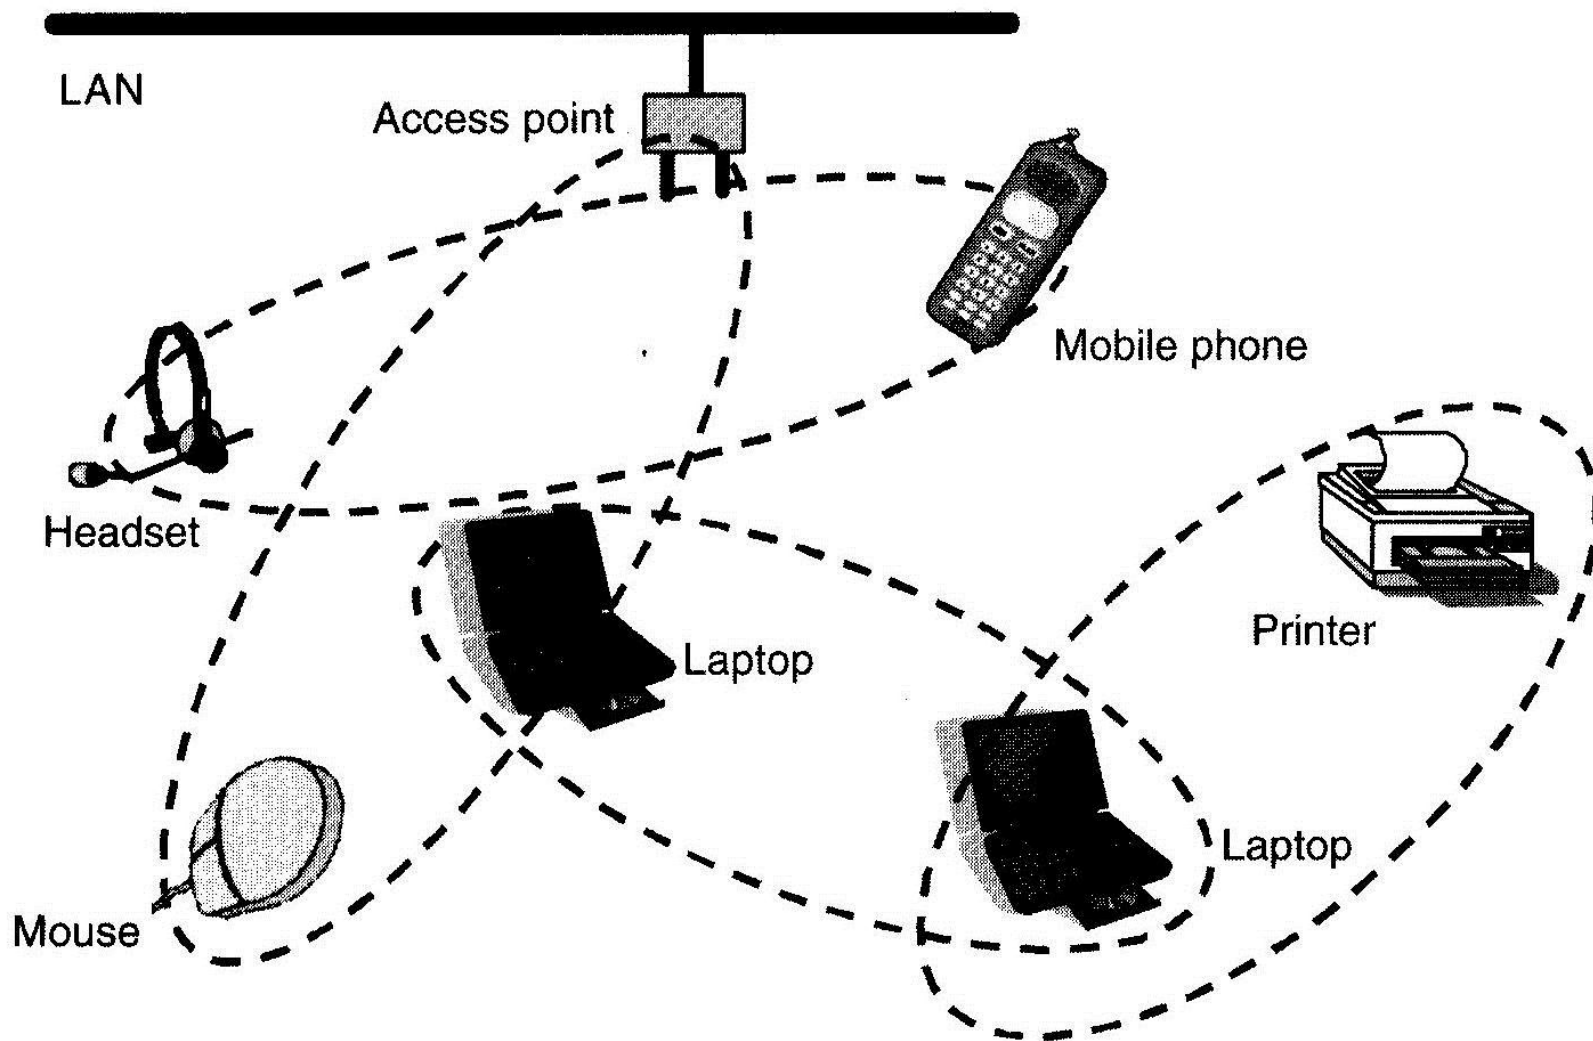 LAN
Access point
Mobile phone
Headset
Printer
Laptop
Laptop
Mouse